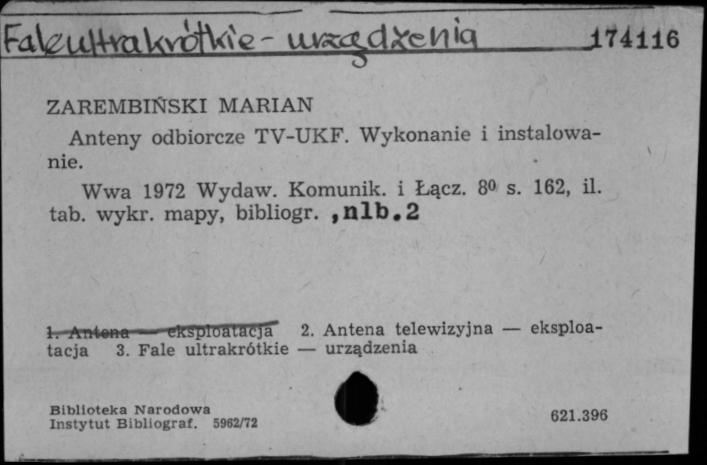 Fale ultrakrótkie - urządzenia 174116
ZAREMBIŃSKI MARIAN
Anteny odbiorcze TV-UKF. Wykonanie i instalowa-
nie.
Wwa 1972 Wydaw. Komunik. i Łącz. 8⁰ s. 162, il.
tab. wykr. mapy, bibliogr. ,nlb.2
1. Antena — eksploatacja 2. Antena telewizyjna — eksploa-
tacja 3. Fale ultrakrótkie — urządzenia
Biblioteka Narodowa
Instytut Bibliograf. 5962/72
621.396